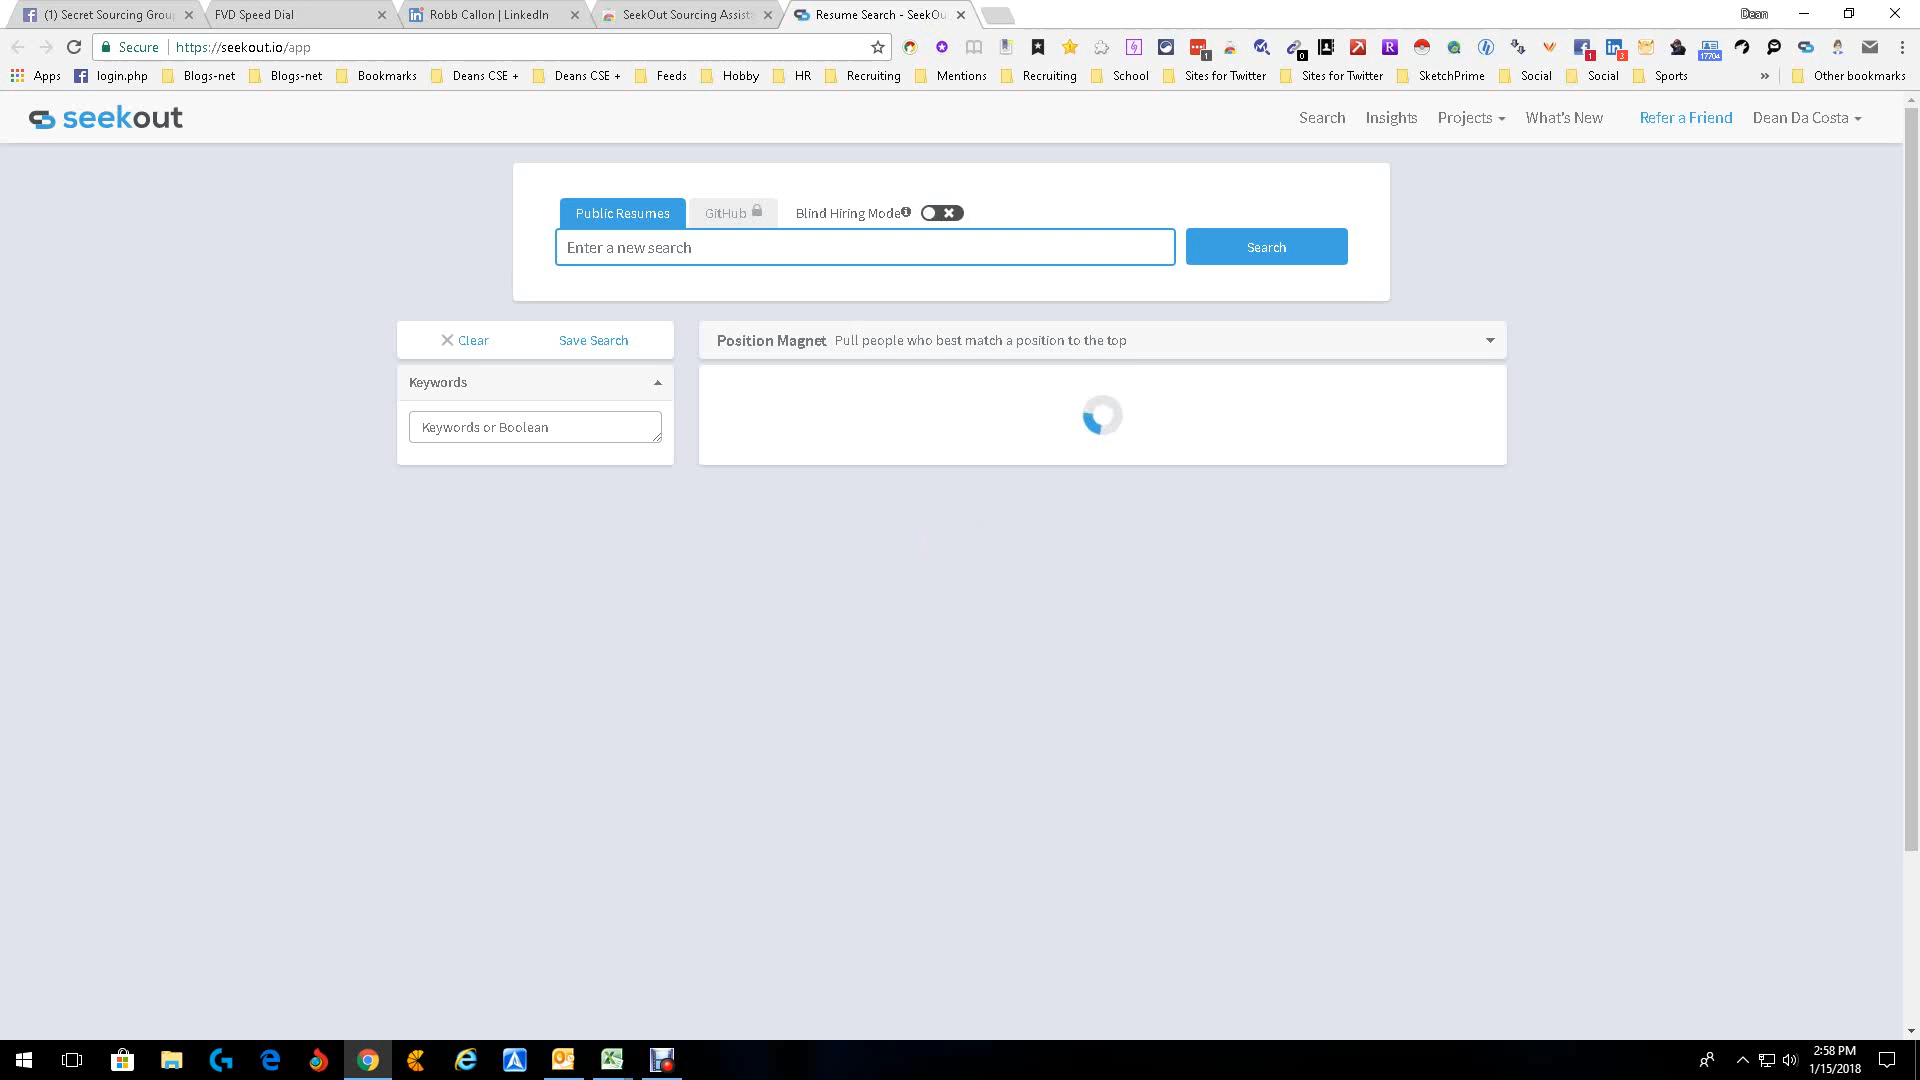 (1) Secret Sourcing Grou
FVD Speed Dial
Robb Callon | LinkedIn
SeekOut Sourcing Assist
Resume Search - SeekOu
Dean
Secure
https://seekout.io/app
1
0
1
3
17704
Apps
login.php
Blogs-net
Blogs-net
Bookmarks
Deans CSE +
Deans CSE +
Feeds
Hobby
HR
Recruiting
Mentions
Recruiting
School
Sites for Twitter
Sites for Twitter
SketchPrime
Social
Social
Sports
»
Other bookmarks
seekout
Search
Insights
Projects
What's New
Refer a Friend
Dean Da Costa
Public Resumes
GitHub
Blind Hiring Mode
Enter a new search
Search
Clear
Save Search
Position Magnet Pull people who best match a position to the top
Keywords
Keywords or Boolean
2:58 PM
1/15/2018